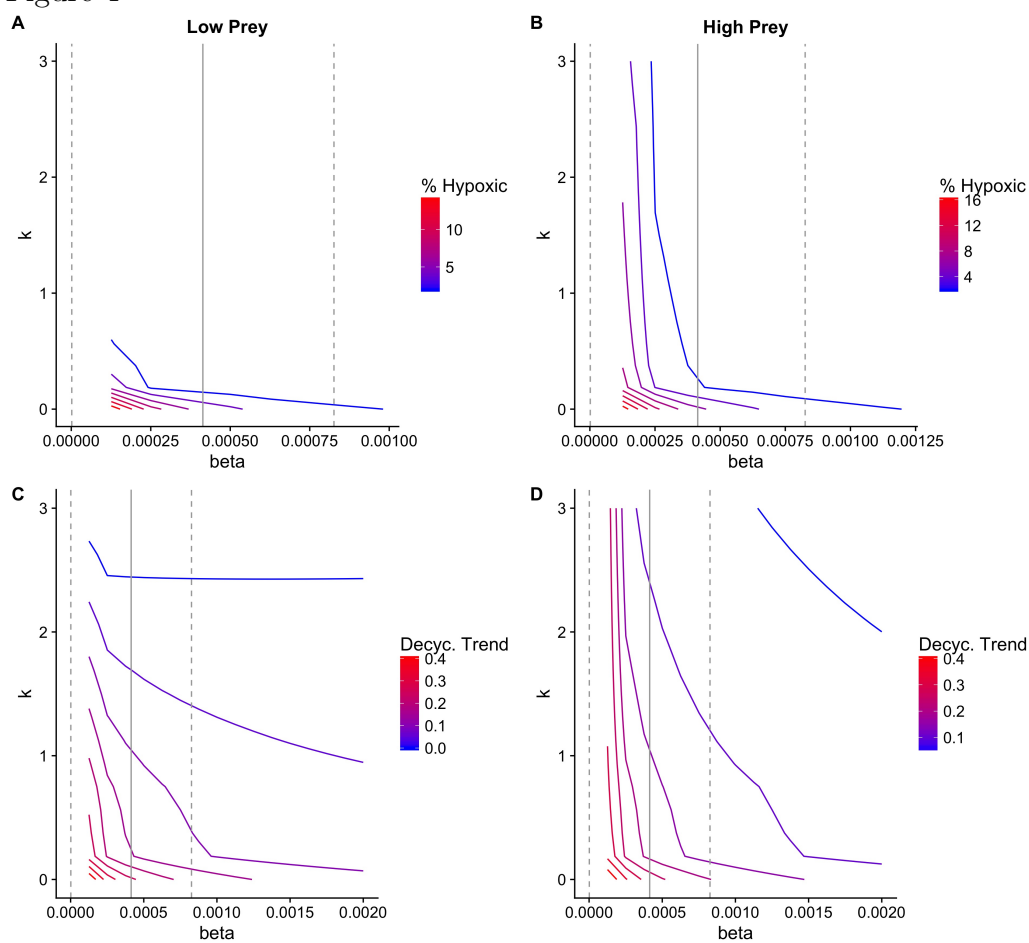 A
Low Prey
3
2
1
0
k
0.00000
0.00025
0.00050
0.00075
0.00100
beta
% Hypoxic
10
5
B
High Prey
3
2
1
0
k
0.00000
0.00025
0.00050
0.00075
0.00100
0.00125
beta
% Hypoxic
16
12
8
4
C
3
2
1
0
k
0.0000
0.0005
0.0010
0.0015
0.0020
beta
Decyc. Trend
0.4
0.3
0.2
0.1
0.0
D
3
2
1
0
k
0.0000
0.0005
0.0010
0.0015
0.0020
beta
Decyc. Trend
0.4
0.3
0.2
0.1